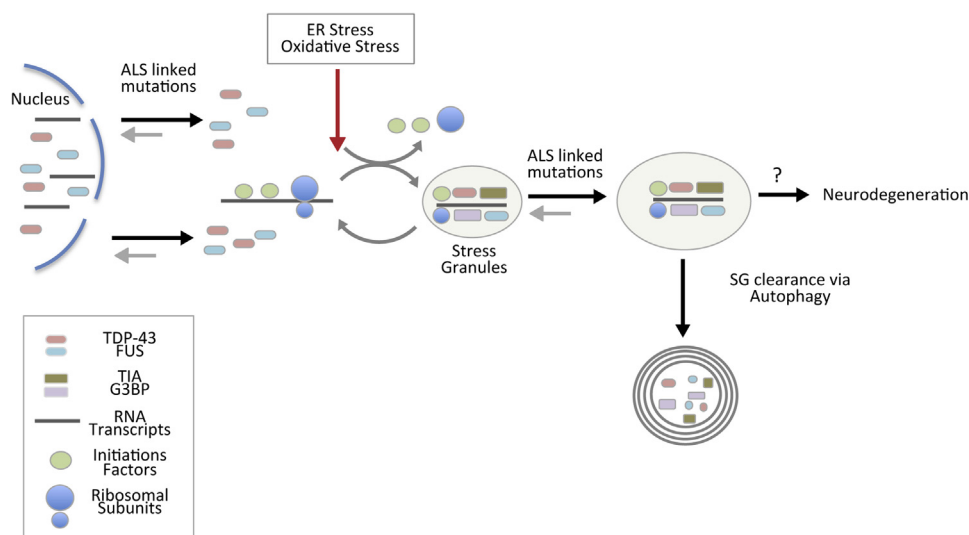 ER Stress
Oxidative Stress
ALS linked
mutations
Nucleus
ALS linked
mutations
?
Neurodegeneration
Stress
Granules
SG clearance via
Autophagy
TDP-43
FUS
TIA
G3BP
RNA
Transcripts
Initiations
Factors
Ribosomal
Subunits